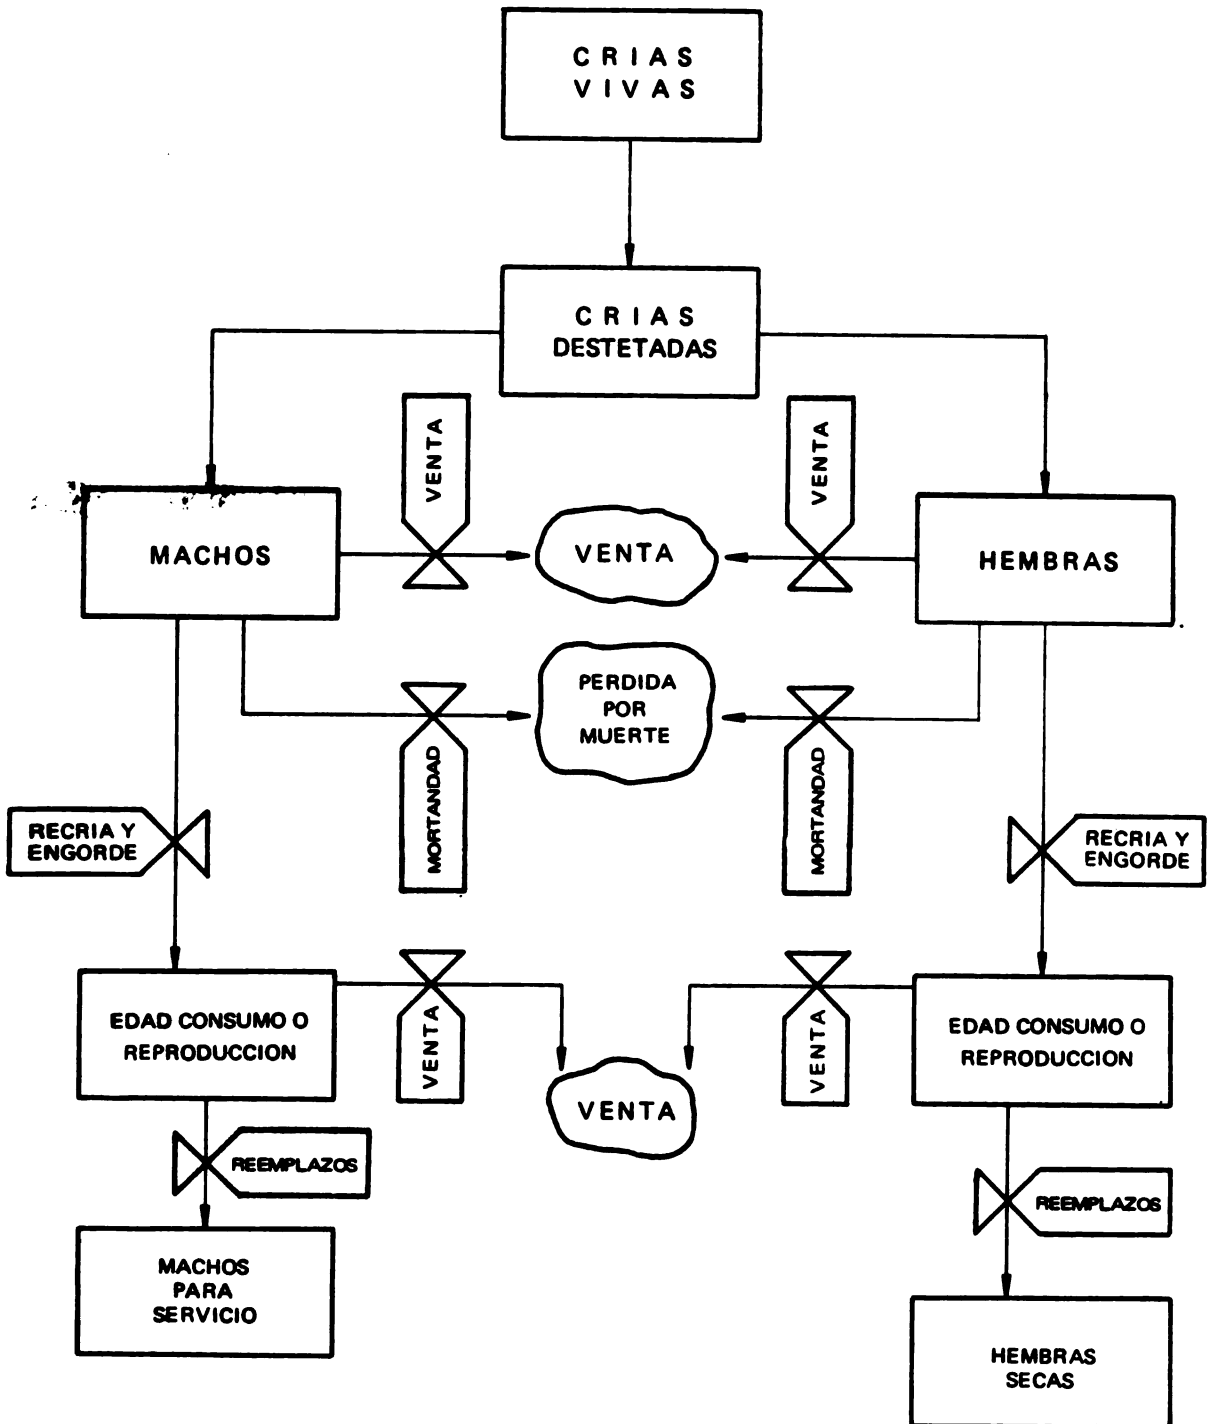 CRIAS
VIVAS
CRIAS
DESTETADAS
VENTA
VENTA
MACHOS
VENTA
HEMBRAS
PERDIDA
POR
MUERTE
MORTANDAD
MORTANDAD
RECRIA Y
ENGORDE
RECRIA Y
ENGORDE
EDAD CONSUMO O
REPRODUCCION
VENTA
VENTA
EDAD CONSUMO O
REPRODUCCION
VENTA
REEMPLAZOS
REEMPLAZOS
MACHOS
PARA
SERVICIO
HEMBRAS
SECAS